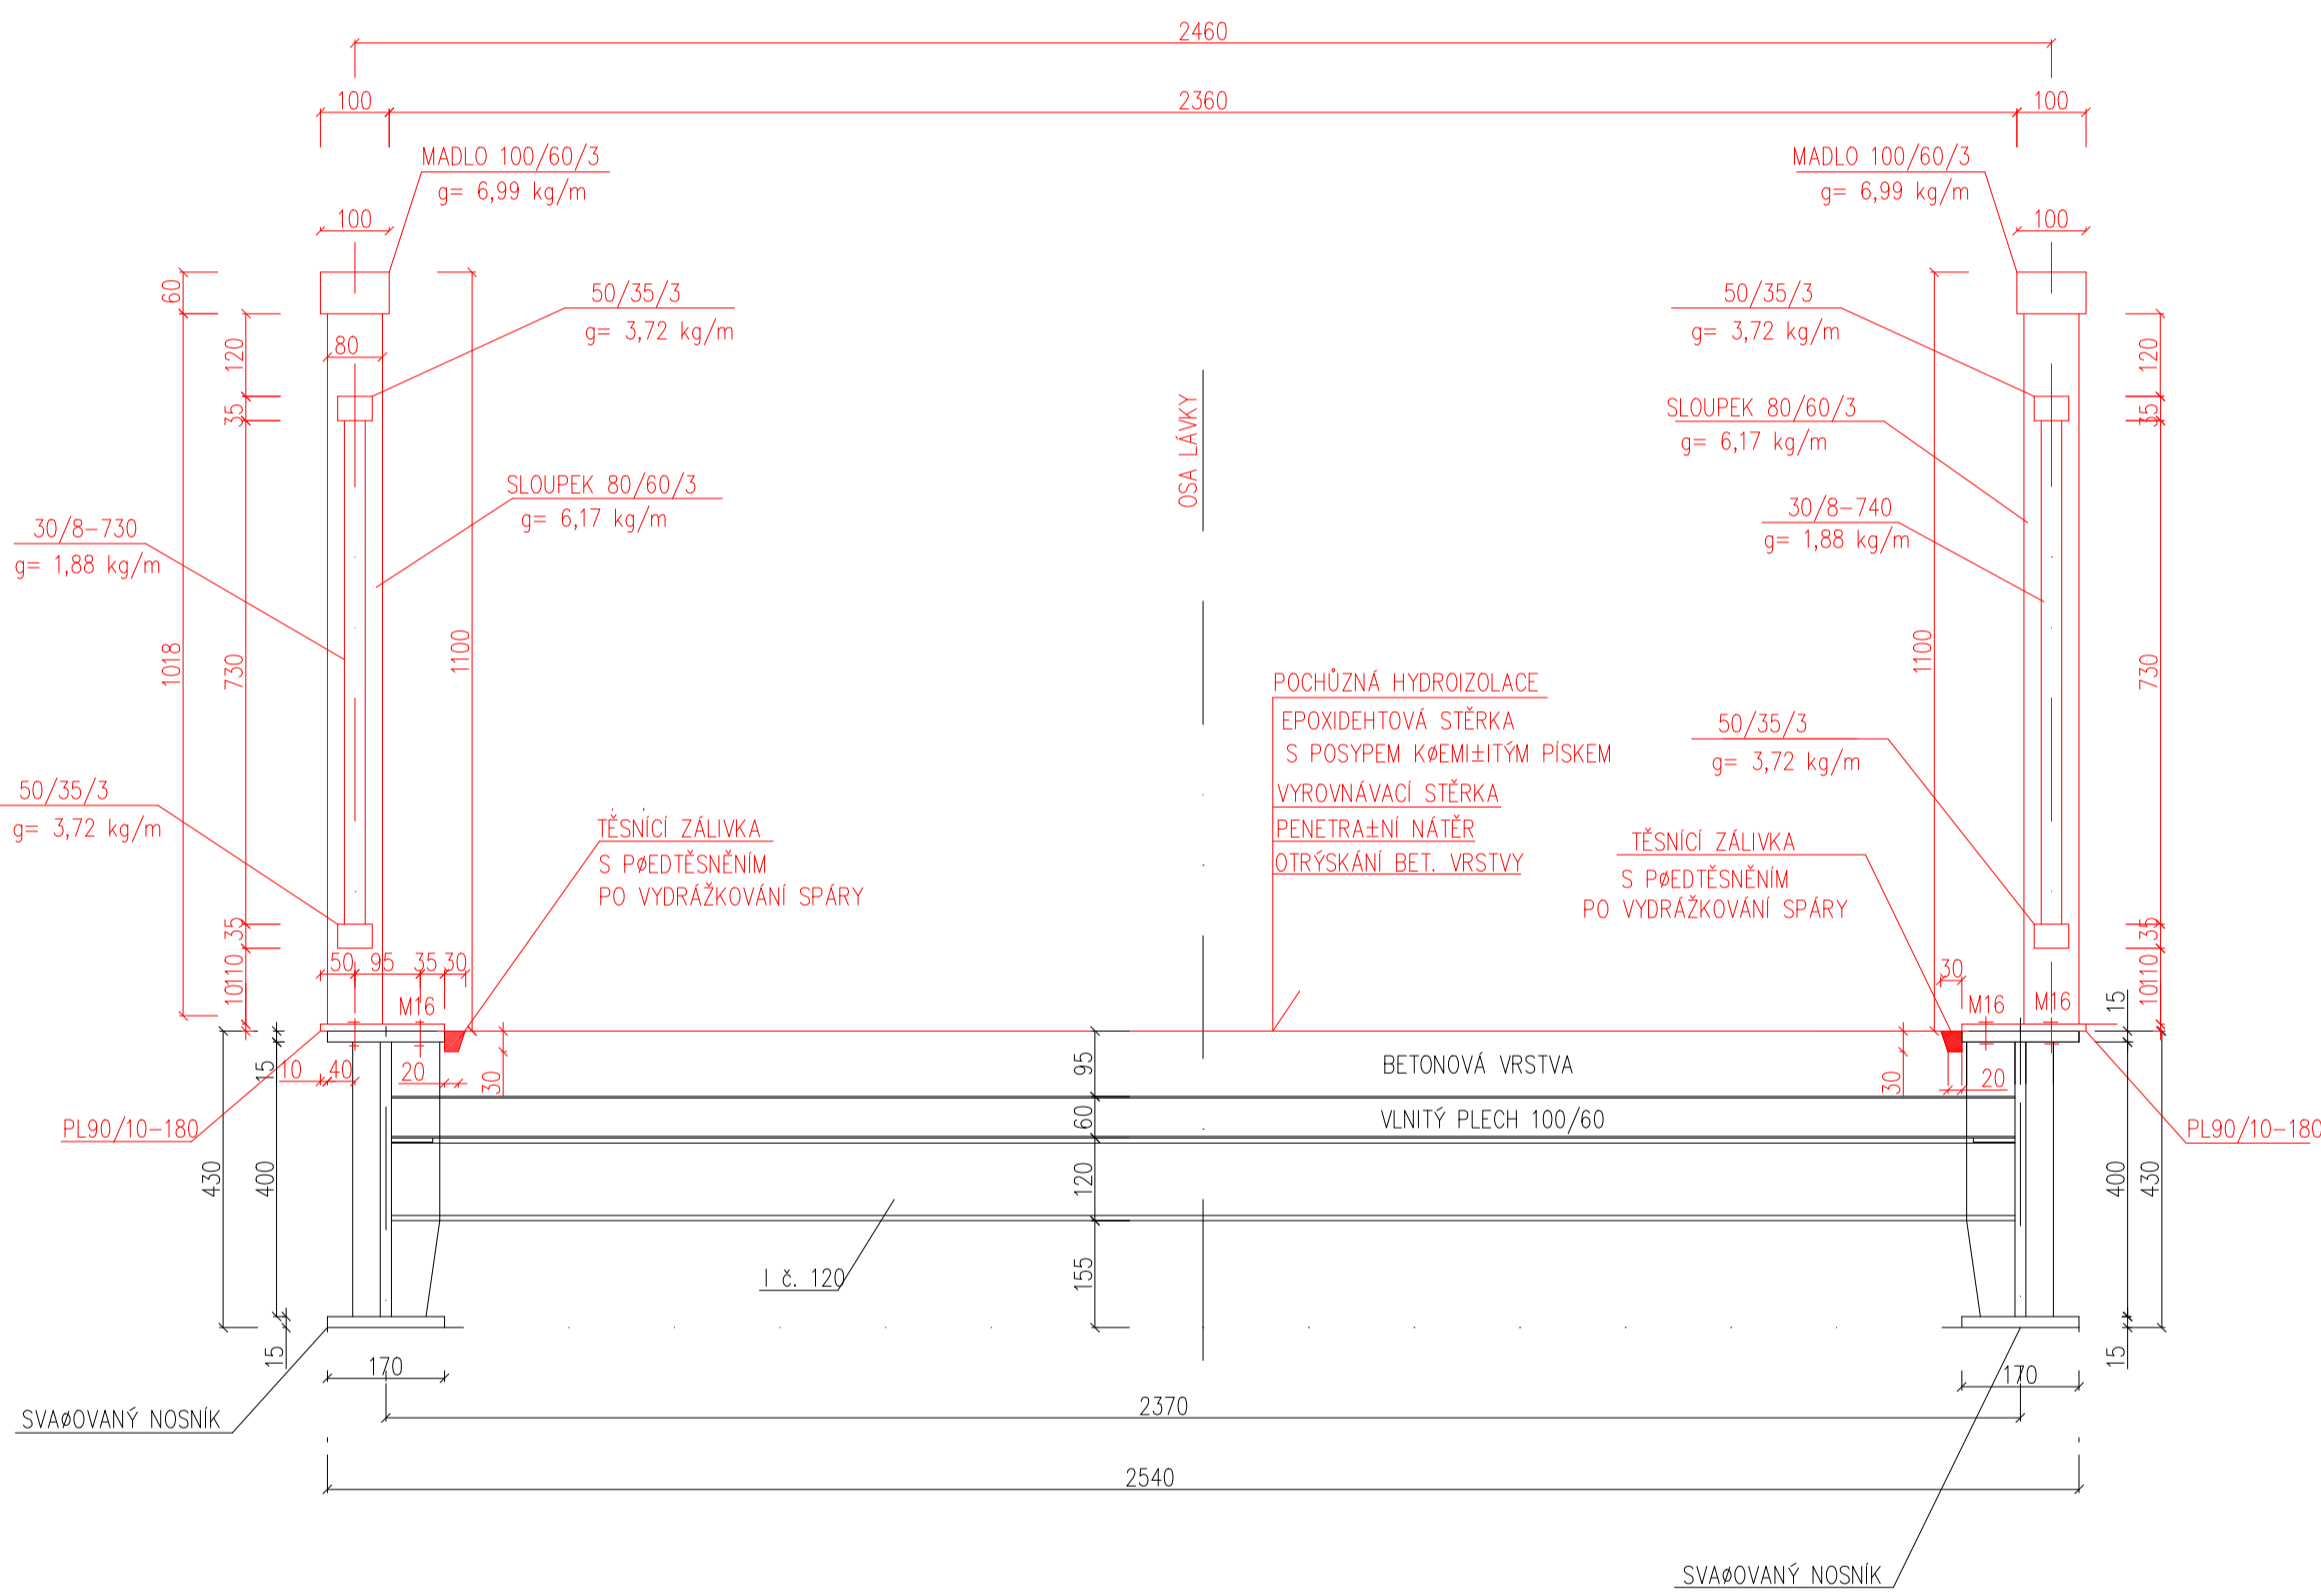 2460
100
2360
100
MADLO 100/60/3
g= 6,99 kg/m
MADLO 100/60/3
g= 6,99 kg/m
100
100
60
50/35/3
g= 3,72 kg/m
50/35/3
g= 3,72 kg/m
120
80
120
35
35
OSA LÁVKY
SLOUPEK 80/60/3
g= 6,17 kg/m
SLOUPEK 80/60/3
g= 6,17 kg/m
30/8-730
g= 1,88 kg/m
30/8-740
g= 1,88 kg/m
1018
730
1100
1100
730
POCHŮZNÁ HYDROIZOLACE
EPOXIDEHTOVÁ STĚRKA
S POSYPEM KØEMI±ITÝM PÍSKEM
VYROVNÁVACÍ STĚRKA
PENETRA±NÍ NÁTĚR
OTRÝSKÁNÍ BET. VRSTVY
50/35/3
g= 3,72 kg/m
50/35/3
g= 3,72 kg/m
TĚSNÍCÍ ZÁLIVKA
S PØEDTĚSNĚNÍM
PO VYDRÁŽKOVÁNÍ SPÁRY
TĚSNÍCÍ ZÁLIVKA
S PØEDTĚSNĚNÍM
PO VYDRÁŽKOVÁNÍ SPÁRY
35
35
50 95 35 30
30
10 110
10 110
M16
M16 M16
15
15
10 40
20
30
95
BETONOVÁ VRSTVA
30
20
PL90/10-180
60
VLNITÝ PLECH 100/60
PL90/10-180
430
400
120
400
430
155
I č. 120
15
15
170
170
2370
SVAØOVANÝ NOSNÍK
2540
SVAØOVANÝ NOSNÍK